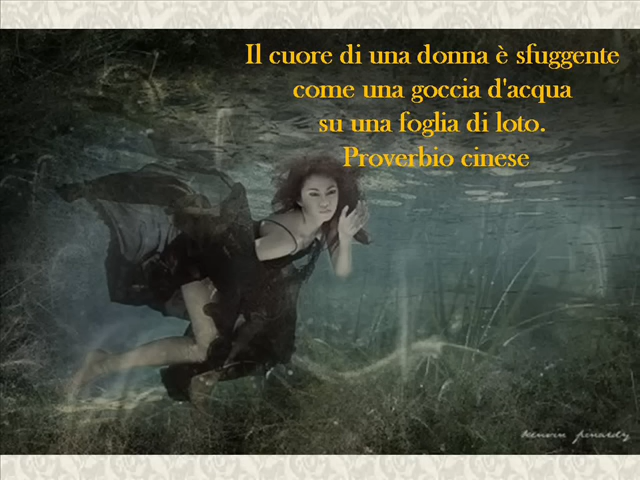 Il cuore di una donna è sfuggente
come una goccia d'acqua
su una foglia di loto.
Proverbio cinese